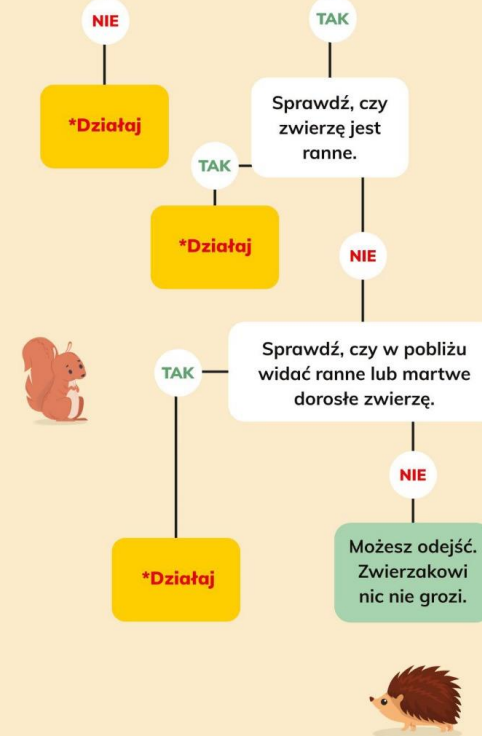 NIE
TAK
*Działaj
Sprawdź, czy
zwierzę jest
ranne.
TAK
*Działaj
NIE
Sprawdź, czy w pobliżu
widać ranne lub martwe
dorosłe zwierzę.
TAK
NIE
*Działaj
Możesz odejść.
Zwierzakowi
nic nie grozi.